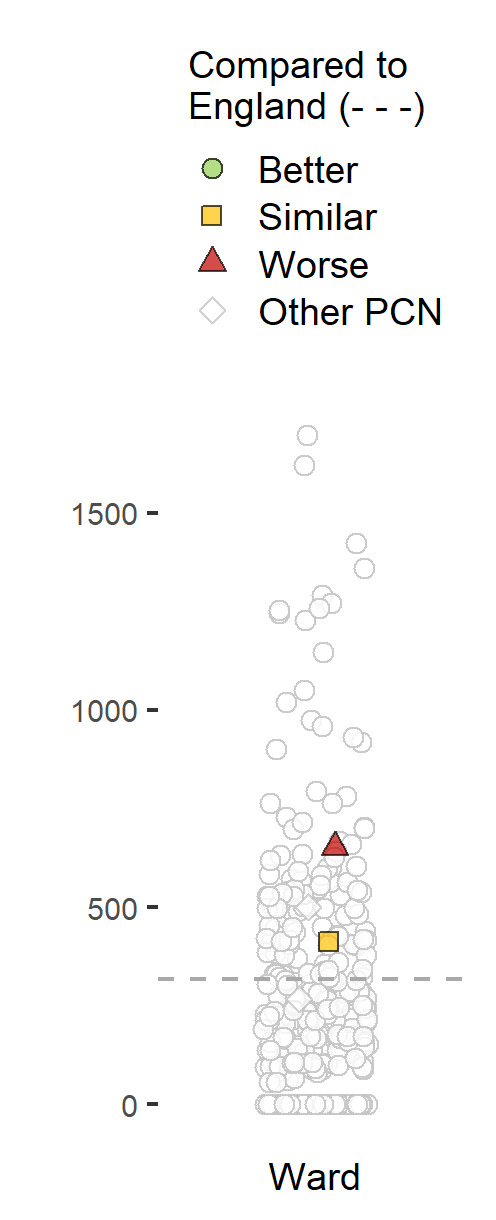 Compared to
England (- - -)
Better
Similar
Worse
Other PCN
1500
1000
500
0
Ward